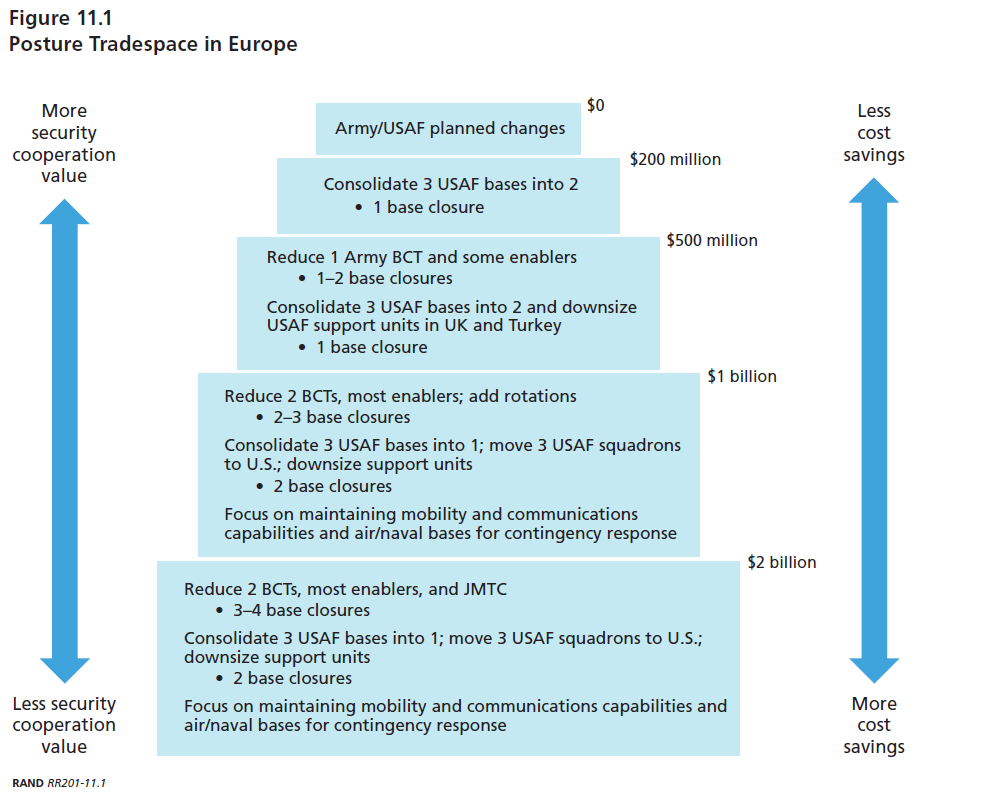 Figure 11.1
Posture Tradespace in Europe
More
security
cooperation
value
Less
cost
savings
$0
Army/USAF planned changes
$200 million
Consolidate 3 USAF bases into 2
• 1 base closure
$500 million
Reduce 1 Army BCT and some enablers
• 1–2 base closures
Consolidate 3 USAF bases into 2 and downsize
USAF support units in UK and Turkey
• 1 base closure
$1 billion
Reduce 2 BCTs, most enablers; add rotations
• 2–3 base closures
Consolidate 3 USAF bases into 1; move 3 USAF squadrons
to U.S.; downsize support units
• 2 base closures
Focus on maintaining mobility and communications
capabilities and air/naval bases for contingency response
$2 billion
Reduce 2 BCTs, most enablers, and JMTC
• 3–4 base closures
Consolidate 3 USAF bases into 1; move 3 USAF squadrons to U.S.;
downsize support units
• 2 base closures
Focus on maintaining mobility and communications capabilities and
air/naval bases for contingency response
Less security
cooperation
value
More
cost
savings
RAND RR201-11.1